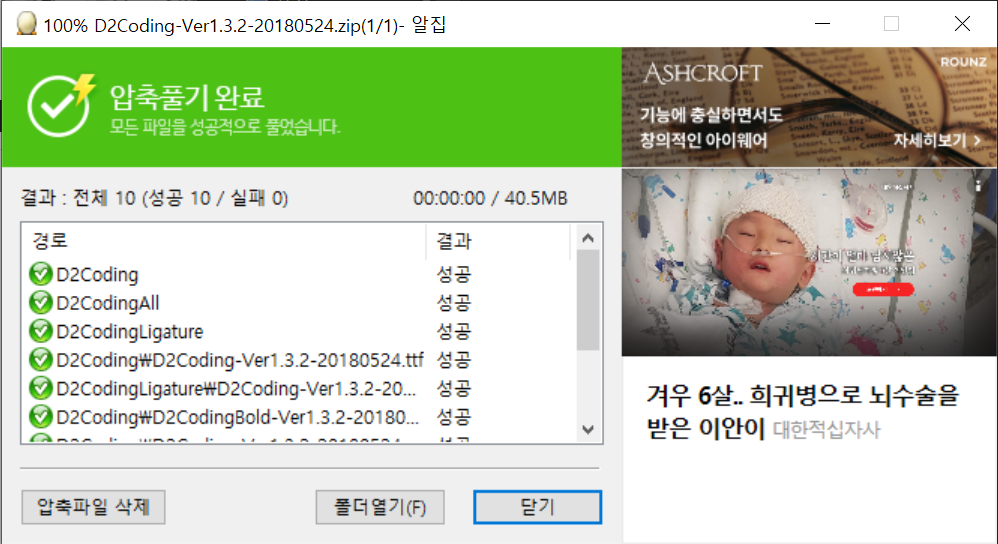 100% D2Coding-Ver1.3.2-20180524.zip(1/1)- 알집
압축풀기 완료
모든 파일을 성공적으로 풀었습니다.
결과 : 전체 10 (성공 10 / 실패 0)
00:00:00 / 40.5MB
경로
결과
D2Coding
성공
D2CodingAll
성공
D2CodingLigature
성공
D2Coding₩D2Coding-Ver1.3.2-20180524.ttf
성공
D2CodingLigature₩D2Coding-Ver1.3.2-20...
성공
D2Coding₩D2CodingBold-Ver1.3.2-20180...
성공
압축파일 삭제
폴더열기(F)
닫기
ASHCROFT
ROUNZ
기능에 충실하면서도
창의적인 아이웨어
자세히보기 >
겨우 6살.. 희귀병으로 뇌수술을
받은 이안이 대한적십자사